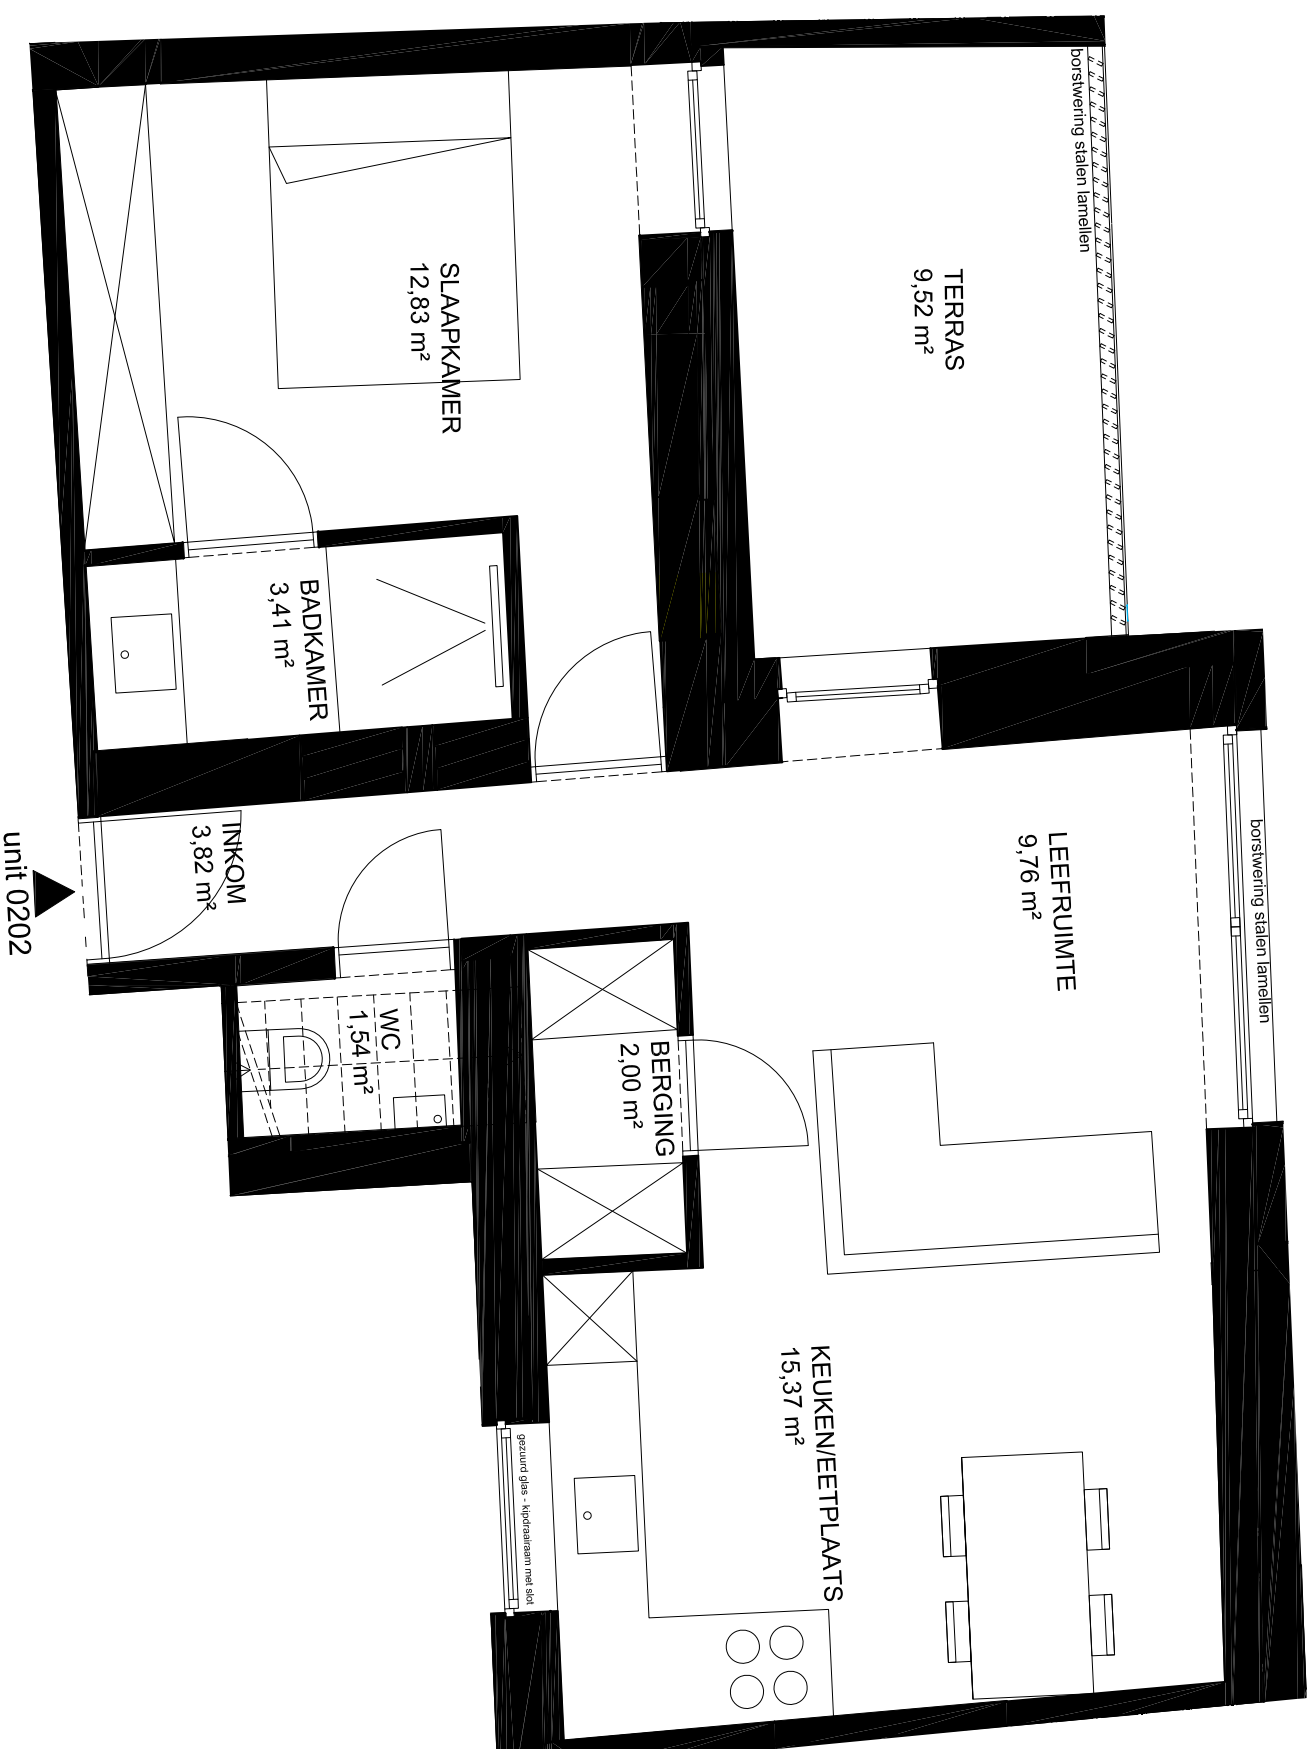 borstwering stalen lamellen
TERRAS
9,52 m²
SLAAPKAMER
12,83 m²
BADKAMER
3,41 m²
borstwering stalen lamellen
LEEFRUIMTE
9,76 m²
INKOM
3,82 m²
unit 0202
WC
1,54 m²
BERGING
2,00 m²
KEUKEN/EETPLAATS
15,37 m²
gezuurd glas - kipdraairaam met slot